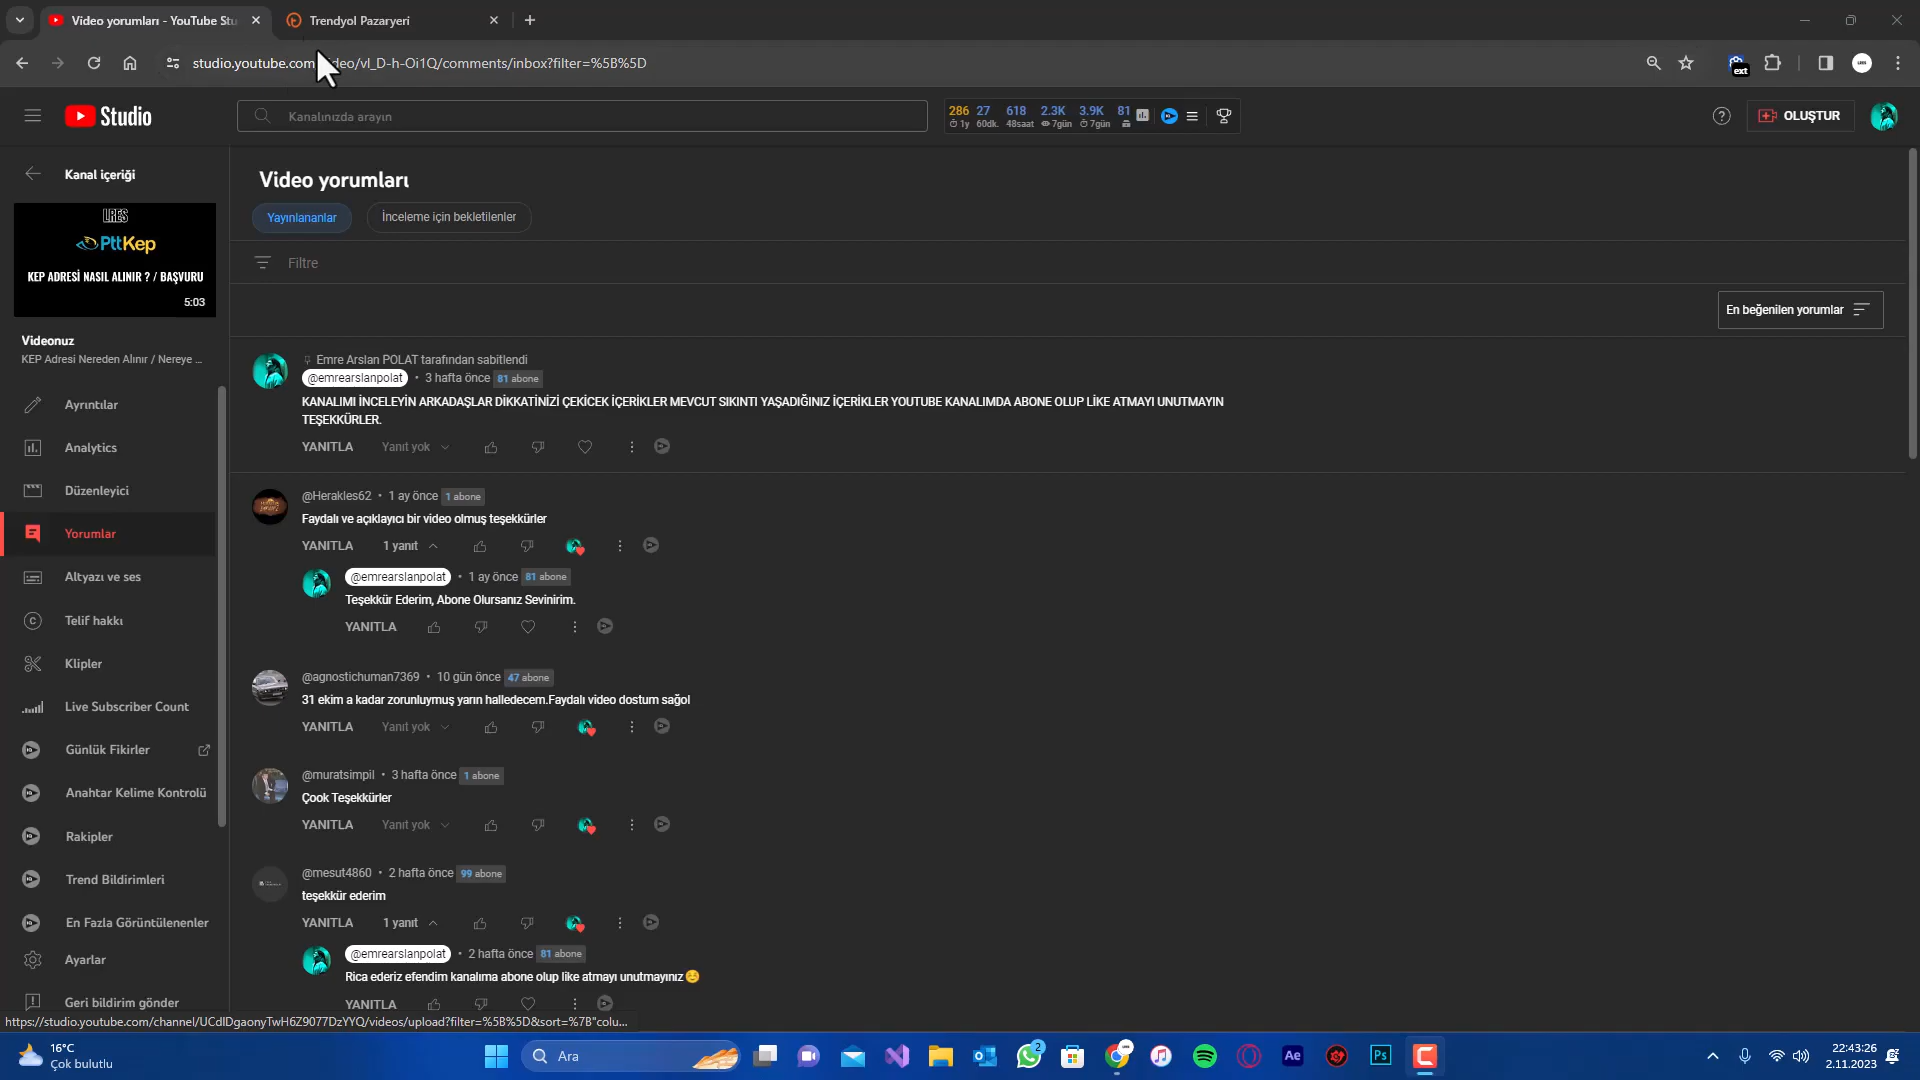 Video yorumları - YouTube Stu
Trendyol Pazaryeri
studio.youtube.com
deo/vl_D-h-Oi1Q/comments/inbox?filter=%5B%5D
ext
Studio
Kanalınızda arayın
286 27 618 2.3K 3.9K 81
1y 60dk. 48saat 7gün 7gün
OLUŞTUR
Kanal içeriği
LRES
PttKep
KEP ADRESİ NASIL ALINIR ? / BAŞVURU
5:03
Videonuz
KEP Adresi Nereden Alınır / Nereye ...
Ayrıntılar
Analytics
Düzenleyici
Yorumlar
Altyazı ve ses
Telif hakkı
Klipler
Live Subscriber Count
Günlük Fikirler
Anahtar Kelime Kontrolü
Rakipler
Trend Bildirimleri
En Fazla Görüntülenenler
Ayarlar
Geri bildirim gönder
Video yorumları
Yayınlananlar
İnceleme için bekletilenler
Filtre
En beğenilen yorumlar
Emre Arslan POLAT tarafından sabitlendi
@emrearslanpolat • 3 hafta önce 81 abone
KANALIMI İNCELEYİN ARKADAŞLAR DİKKATİNİZİ ÇEKİCEK İÇERİKLER MEVCUT SIKINTI YAŞADIĞINIZ İÇERİKLER YOUTUBE KANALIMDA ABONE OLUP LİKE ATMAYI UNUTMAYIN
TEŞEKKÜRLER.
YANITLA Yanıt yok
@Herakles62 • 1 ay önce 1 abone
Faydalı ve açıklayıcı bir video olmuş teşekkürler
YANITLA 1 yanıt
@emrearslanpolat • 1 ay önce 81 abone
Teşekkür Ederim, Abone Olursanız Sevinirim.
YANITLA
@agnostichuman7369 • 10 gün önce 47 abone
31 ekim a kadar zorunluymuş yarın halledecem.Faydalı video dostum sağol
YANITLA Yanıt yok
@muratsimpil • 3 hafta önce 1 abone
Çook Teşekkürler
YANITLA Yanıt yok
@mesut4860 • 2 hafta önce 99 abone
teşekkür ederim
YANITLA 1 yanıt
@emrearslanpolat • 2 hafta önce 81 abone
Rica ederiz efendim kanalıma abone olup like atmayı unutmayınız☺️
YANITLA
https://studio.youtube.com/channel/UCdIDgaonyTwH6Z9077DzYYQ/videos/upload?filter=%5B%5D&sort=%7B"colu...
16°C
Çok bulutlu
Ara
2
Ae
Ps
22:43:26
2.11.2023